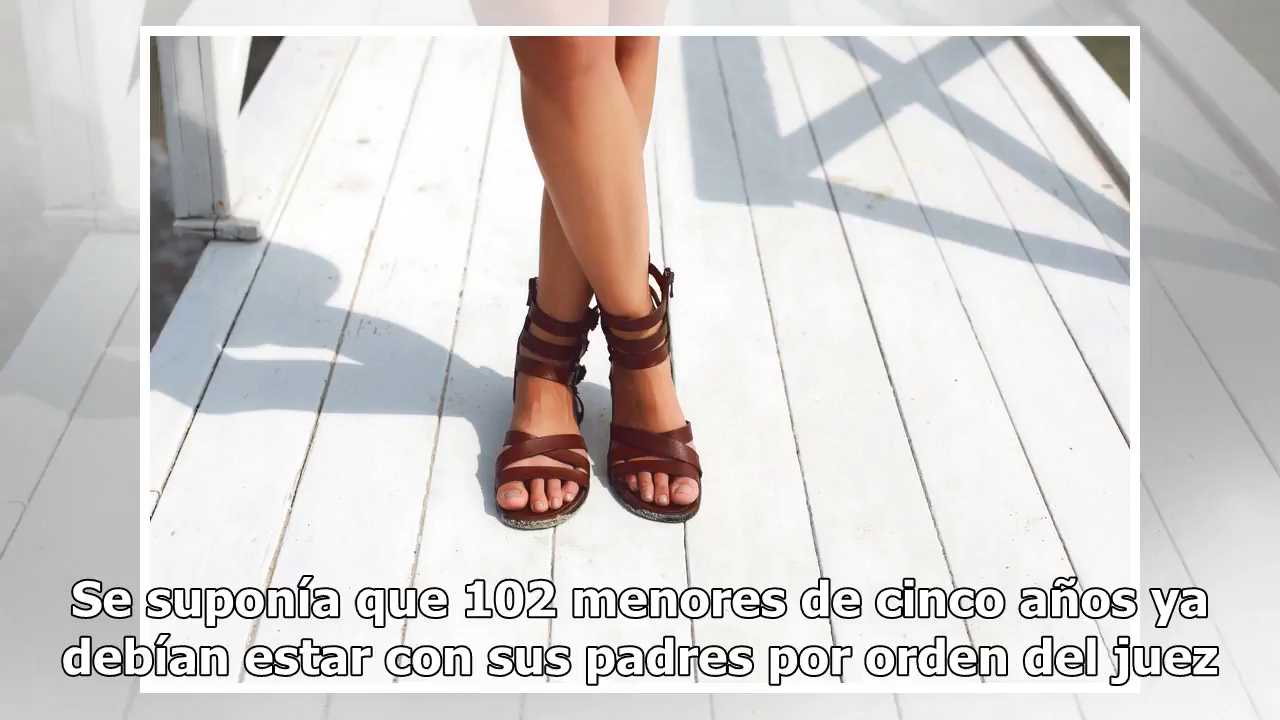 Se suponía que 102 menores de cinco años ya
debían estar con sus padres por orden del juez